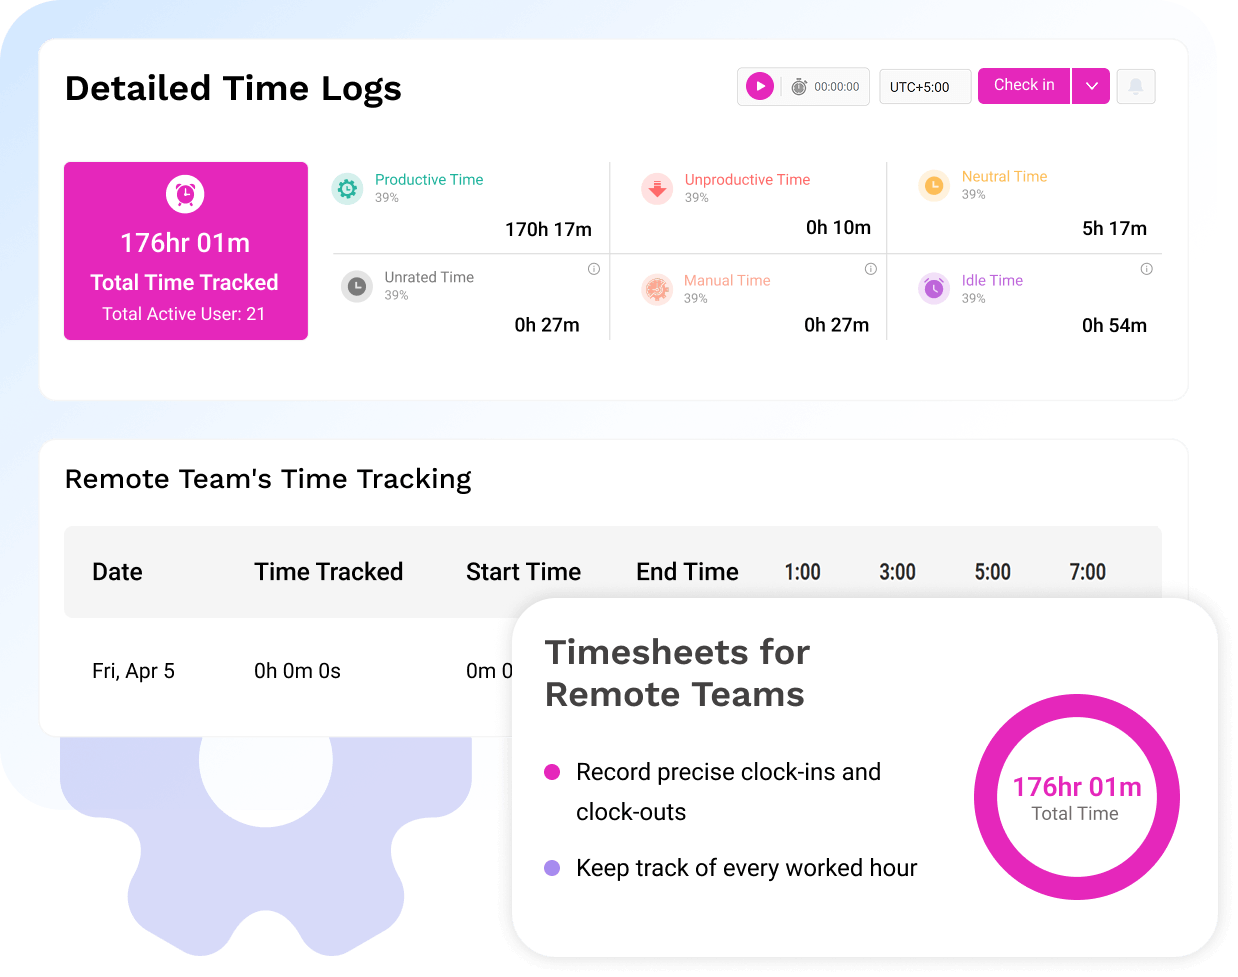 Detailed Time Logs
00:00:00
UTC+5:00
Check in
176hr 01m
Total Time Tracked
Total Active User: 21
Productive Time
39%
170h 17m
Unproductive Time
39%
0h 10m
Neutral Time
39%
5h 17m
Unrated Time
39%
0h 27m
Manual Time
39%
0h 27m
Idle Time
39%
0h 54m
Remote Team's Time Tracking
Date Time Tracked Start Time End Time 1:00 3:00 5:00 7:00
Fri, Apr 5 0h 0m 0s 0m 0
Timesheets for
Remote Teams
Record precise clock-ins and
clock-outs
Keep track of every worked hour
176hr 01m
Total Time